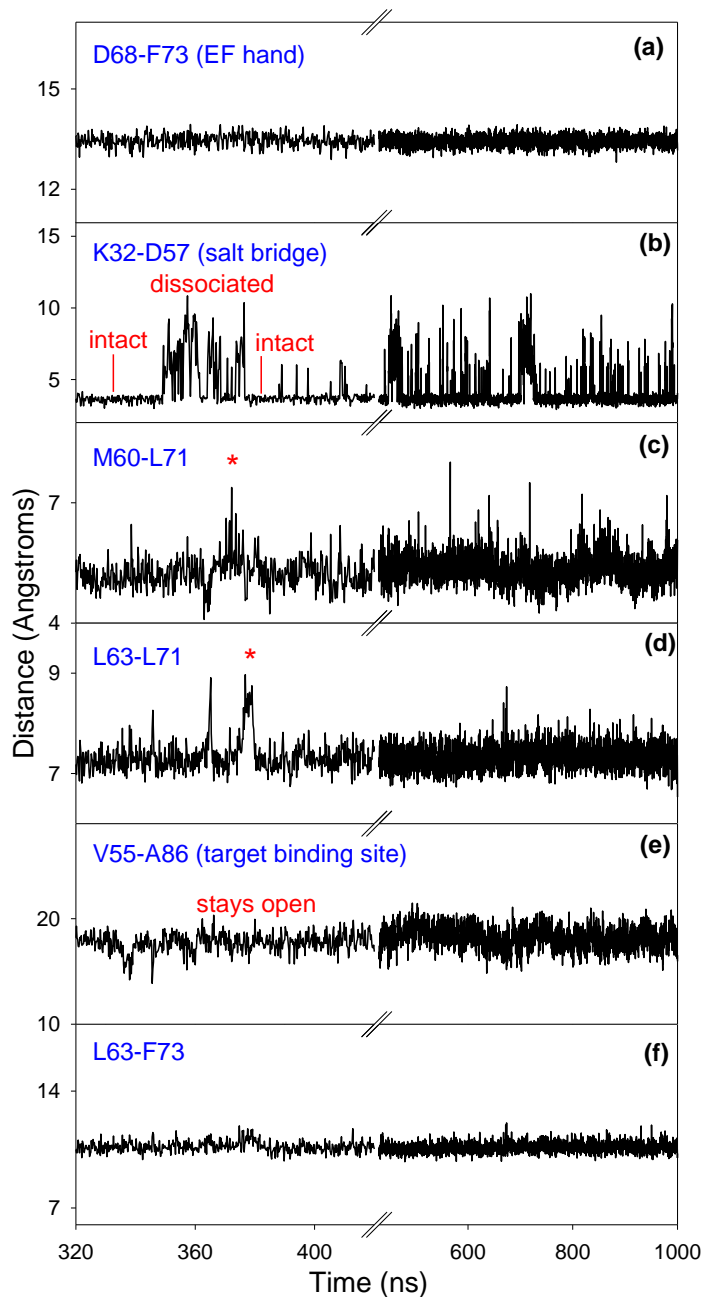 D68-F73 (EF hand)
(a)
15
12
15
K32-D57 (salt bridge)
(b)
dissociated
10
intact
intact
5
M60-L71
*
(c)
7
4
L63-L71
*
(d)
9
7
V55-A86 (target binding site)
(e)
stays open
20
10
L63-F73
(f)
14
7
320
360
400
600
800
1000
Time (ns)
Distance (Angstroms)